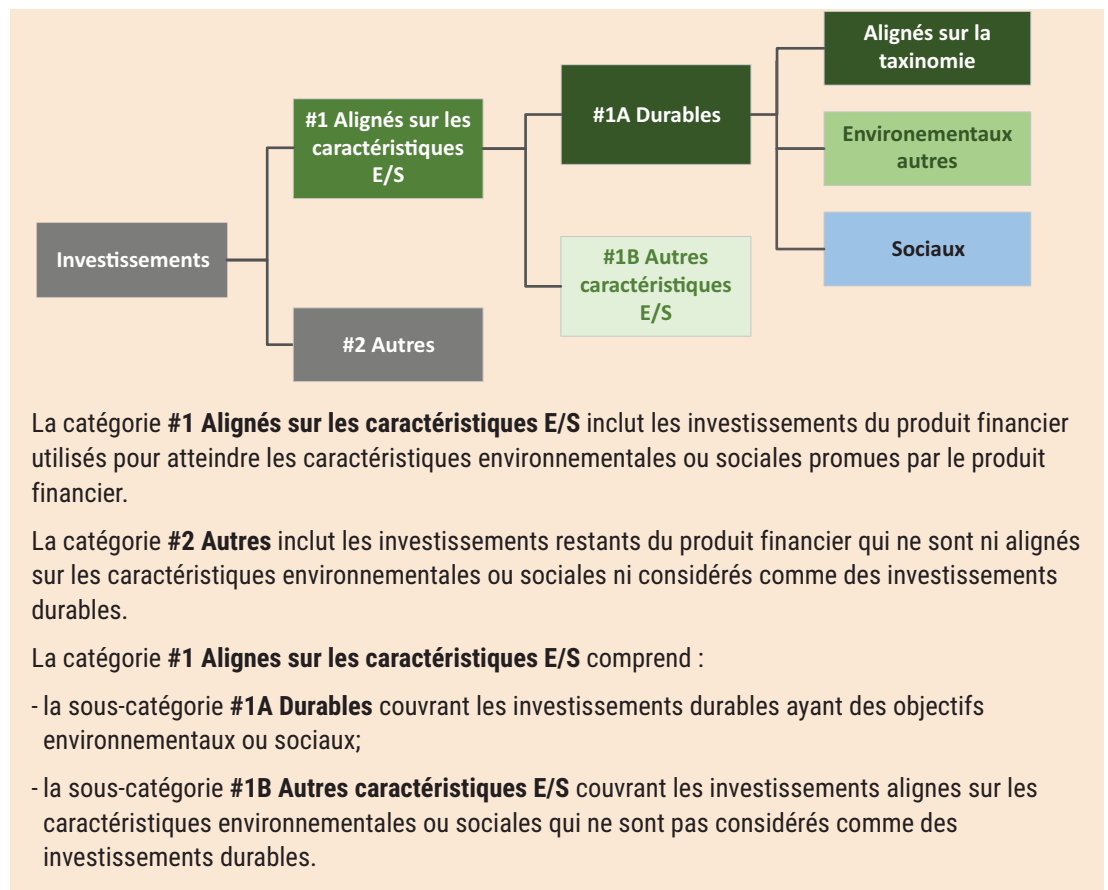 Alignés sur la
taxinomie
#1A Durables
#1 Alignés sur les
caractéristiques
E/S
Environementaux
autres
Investissements
#1B Autres
caractéristiques
E/S
Sociaux
#2 Autres
La catégorie #1 Alignés sur les caractéristiques E/S inclut les investissements du produit financier
utilisés pour atteindre les caractéristiques environnementales ou sociales promues par le produit
financier.
La catégorie #2 Autres inclut les investissements restants du produit financier qui ne sont ni alignés
sur les caractéristiques environnementales ou sociales ni considérés comme des investissements
durables.
La catégorie #1 Alignes sur les caractéristiques E/S comprend :
- la sous-catégorie #1A Durables couvrant les investissements durables ayant des objectifs
environnementaux ou sociaux;
- la sous-catégorie #1B Autres caractéristiques E/S couvrant les investissements alignes sur les
caractéristiques environnementales ou sociales qui ne sont pas considérés comme des
investissements durables.